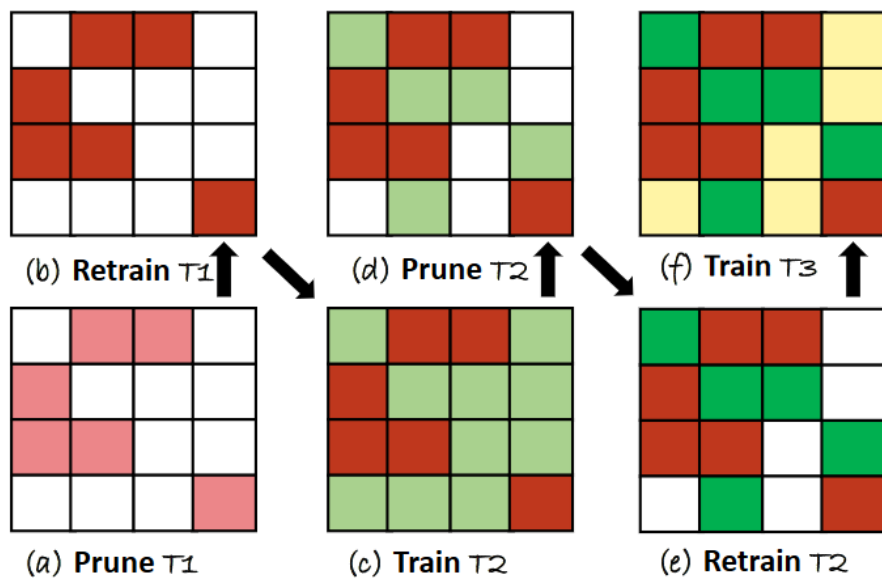 (b) Retrain T1
(d) Prune T2
(f) Train T3
(a) Prune T1
(c) Train T2
(e) Retrain T2